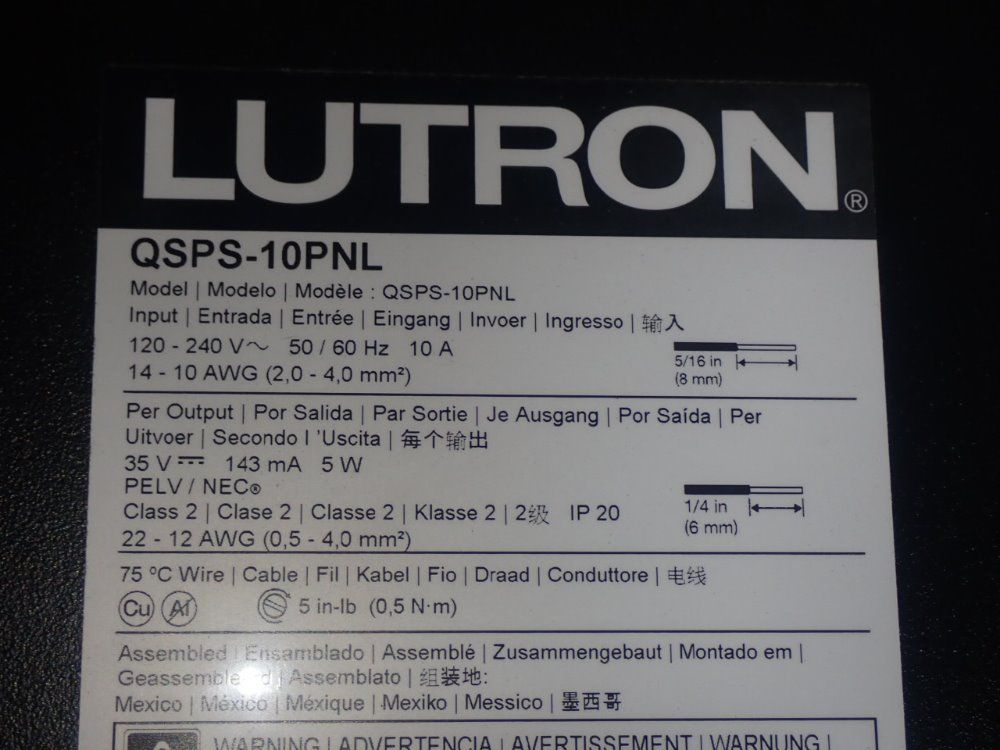 LUTRON®
QSPS-10PNL
Model | Modelo | Modèle : QSPS-10PNL
Input | Entrada | Entrée | Eingang | Invoer | Ingresso | 输入
120 - 240 V~ 50 / 60 Hz 10 A
14 - 10 AWG (2,0 - 4,0 mm²)
5/16 in
(8 mm)
Per Output | Por Salida | Par Sortie | Je Ausgang | Por Saída | Per
Uitvoer | Secondo l 'Uscita | 每个输出
35 V ⎓ 143 mA 5 W
PELV / NEC®
Class 2 | Clase 2 | Classe 2 | Klasse 2 | 2级 IP 20
22 - 12 AWG (0,5 - 4,0 mm²)
1/4 in
(6 mm)
75 ºC Wire | Cable | Fil | Kabel | Fio | Draad | Conduttore | 电线
Cu Al 5 in-lb (0,5 N·m)
Assembled | Ensamblado | Assemblé | Zusammengebaut | Montado em |
Geassembleerd | Assemblato | 组装地:
Mexico | México | Méxique | Mexiko | Messico | 墨西哥
WARNING | ADVERTENCIA | AVERTISSEMENT | WARNUNG |